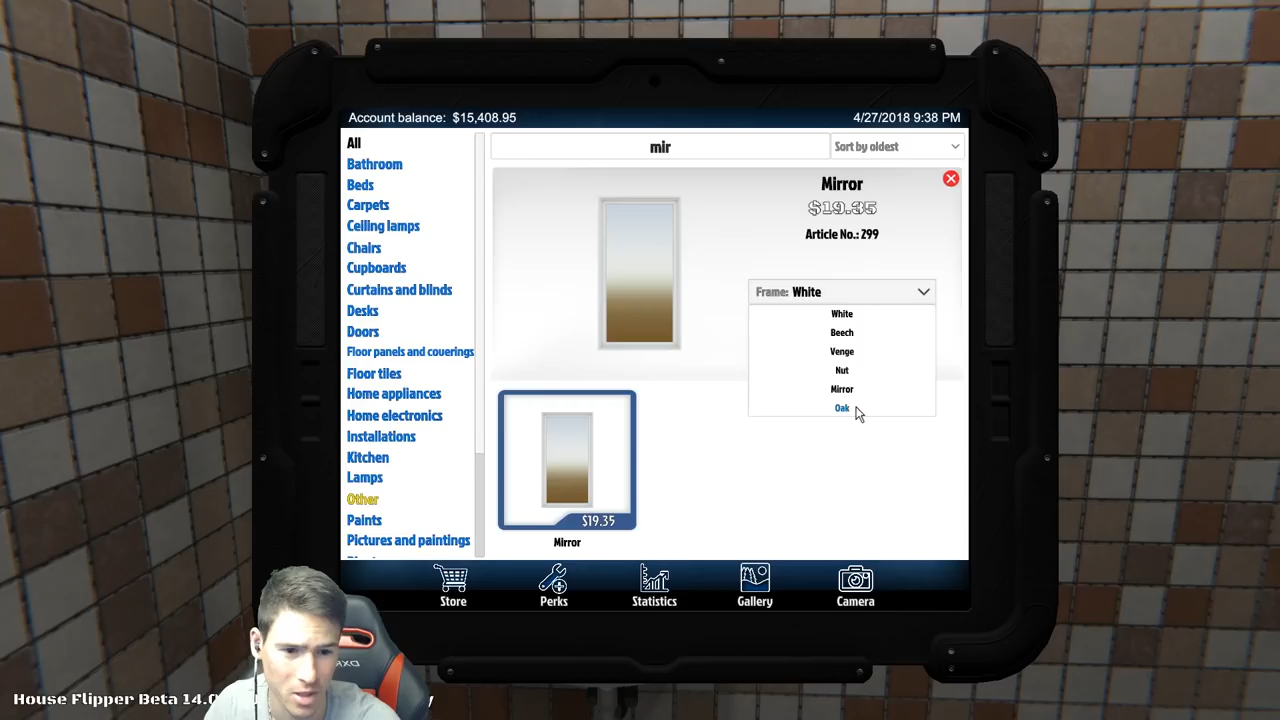 Account balance: $15,408.95
4/27/2018 9:38 PM
All
Bathroom
Beds
Carpets
Ceiling lamps
Chairs
Cupboards
Curtains and blinds
Desks
Doors
Floor panels and coverings
Floor tiles
Home appliances
Home electronics
Installations
Kitchen
Lamps
Other
Paints
Pictures and paintings
mir
Sort by oldest
Mirror
$19.35
Article No.: 299
Frame: White
White
Beech
Venge
Nut
Mirror
Oak
$19.35
Mirror
Store
Perks
Statistics
Gallery
Camera
House Flipper Beta